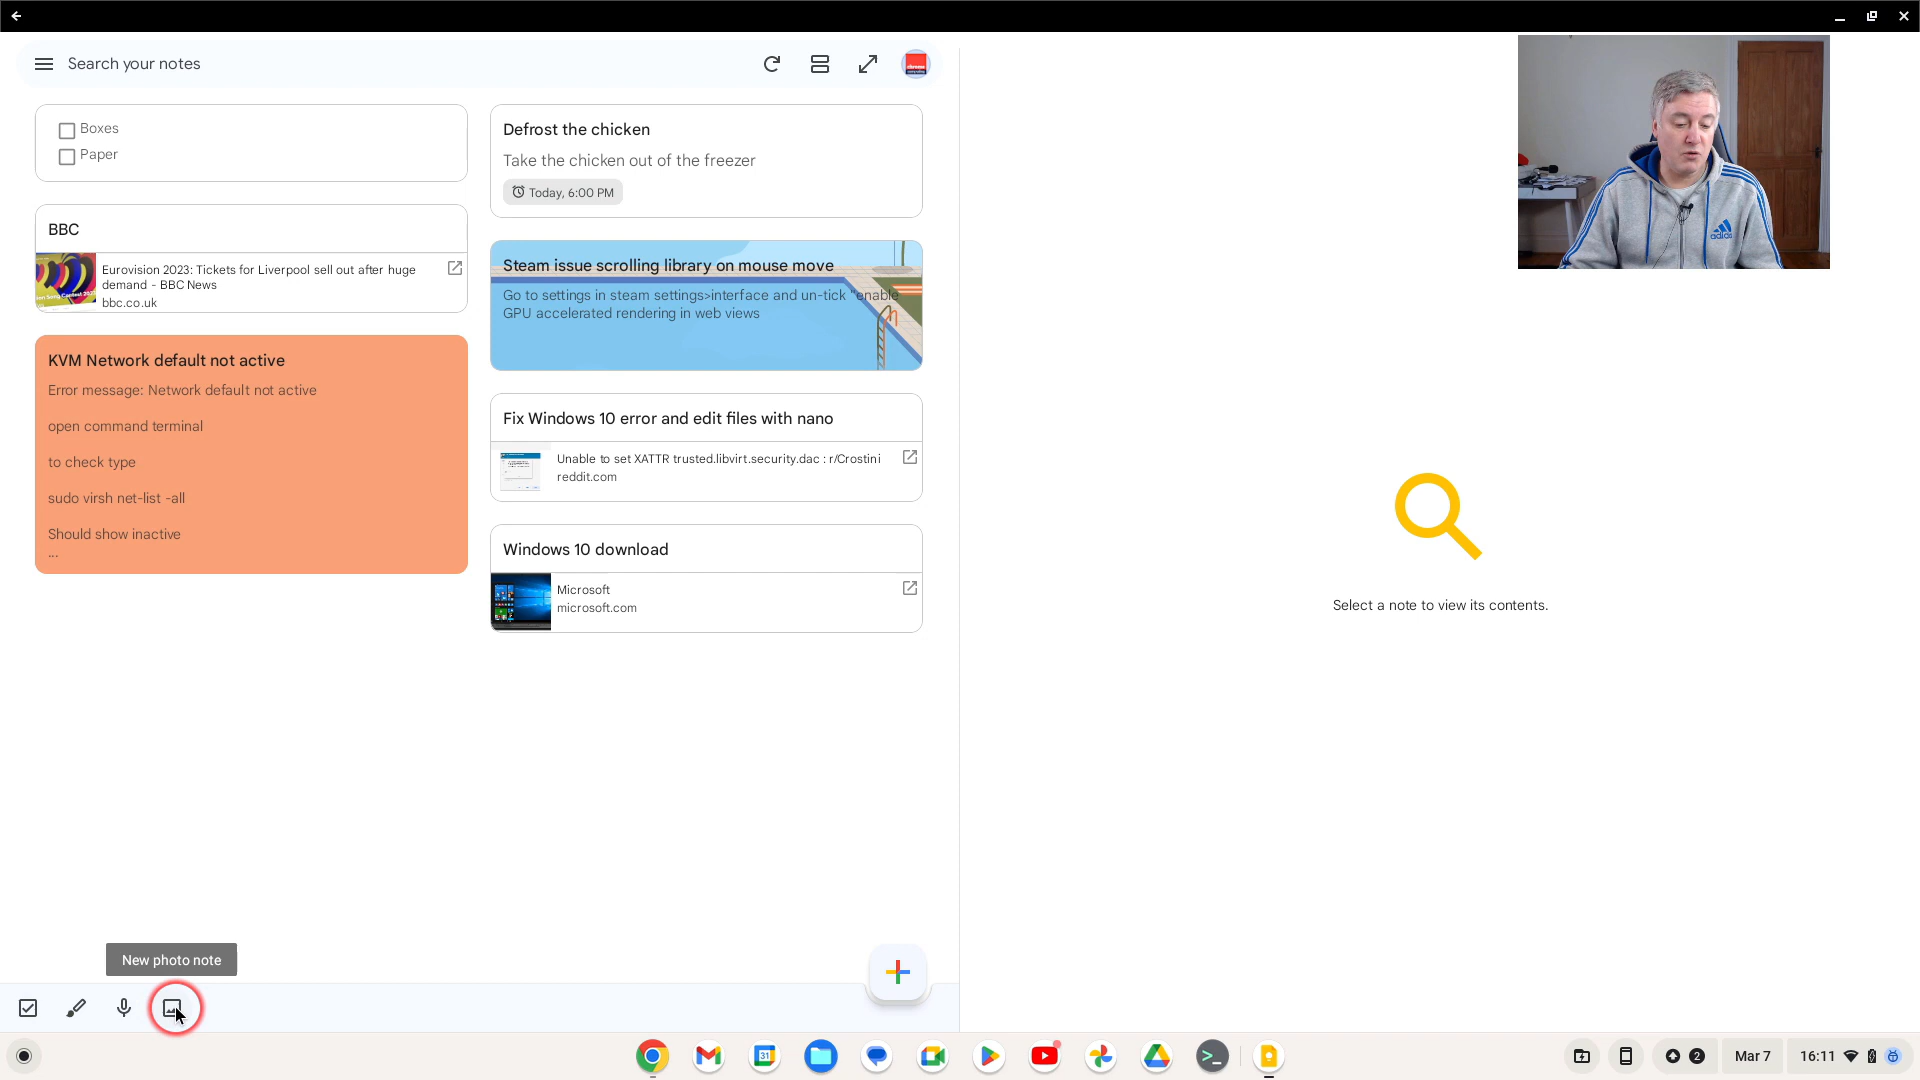 Search your notes
Boxes
Paper
BBC
Eurovision 2023: Tickets for Liverpool sell out after huge
demand - BBC News
bbc.co.uk
KVM Network default not active
Error message: Network default not active
open command terminal
to check type
sudo virsh net-list -all
Should show inactive
...
Defrost the chicken
Take the chicken out of the freezer
Today, 6:00 PM
Steam issue scrolling library on mouse move
Go to settings in steam settings>interface and un-tick "enable
GPU accelerated rendering in web views
Fix Windows 10 error and edit files with nano
Unable to set XATTR trusted.libvirt.security.dac : r/Crostini
reddit.com
Windows 10 download
Microsoft
microsoft.com
Select a note to view its contents.
adidas
New photo note
31
2
Mar 7
16:11